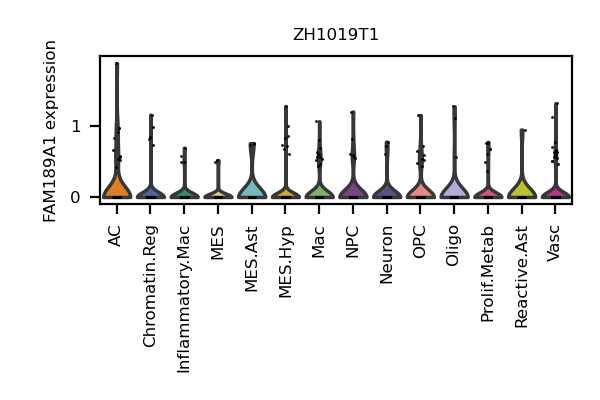 ZH1019T1
FAM189A1 expression
1
0
AC
Chromatin.Reg
Inflammatory.Mac
MES
MES.Ast
MES.Hyp
Mac
NPC
Neuron
OPC
Oligo
Prolif.Metab
Reactive.Ast
Vasc